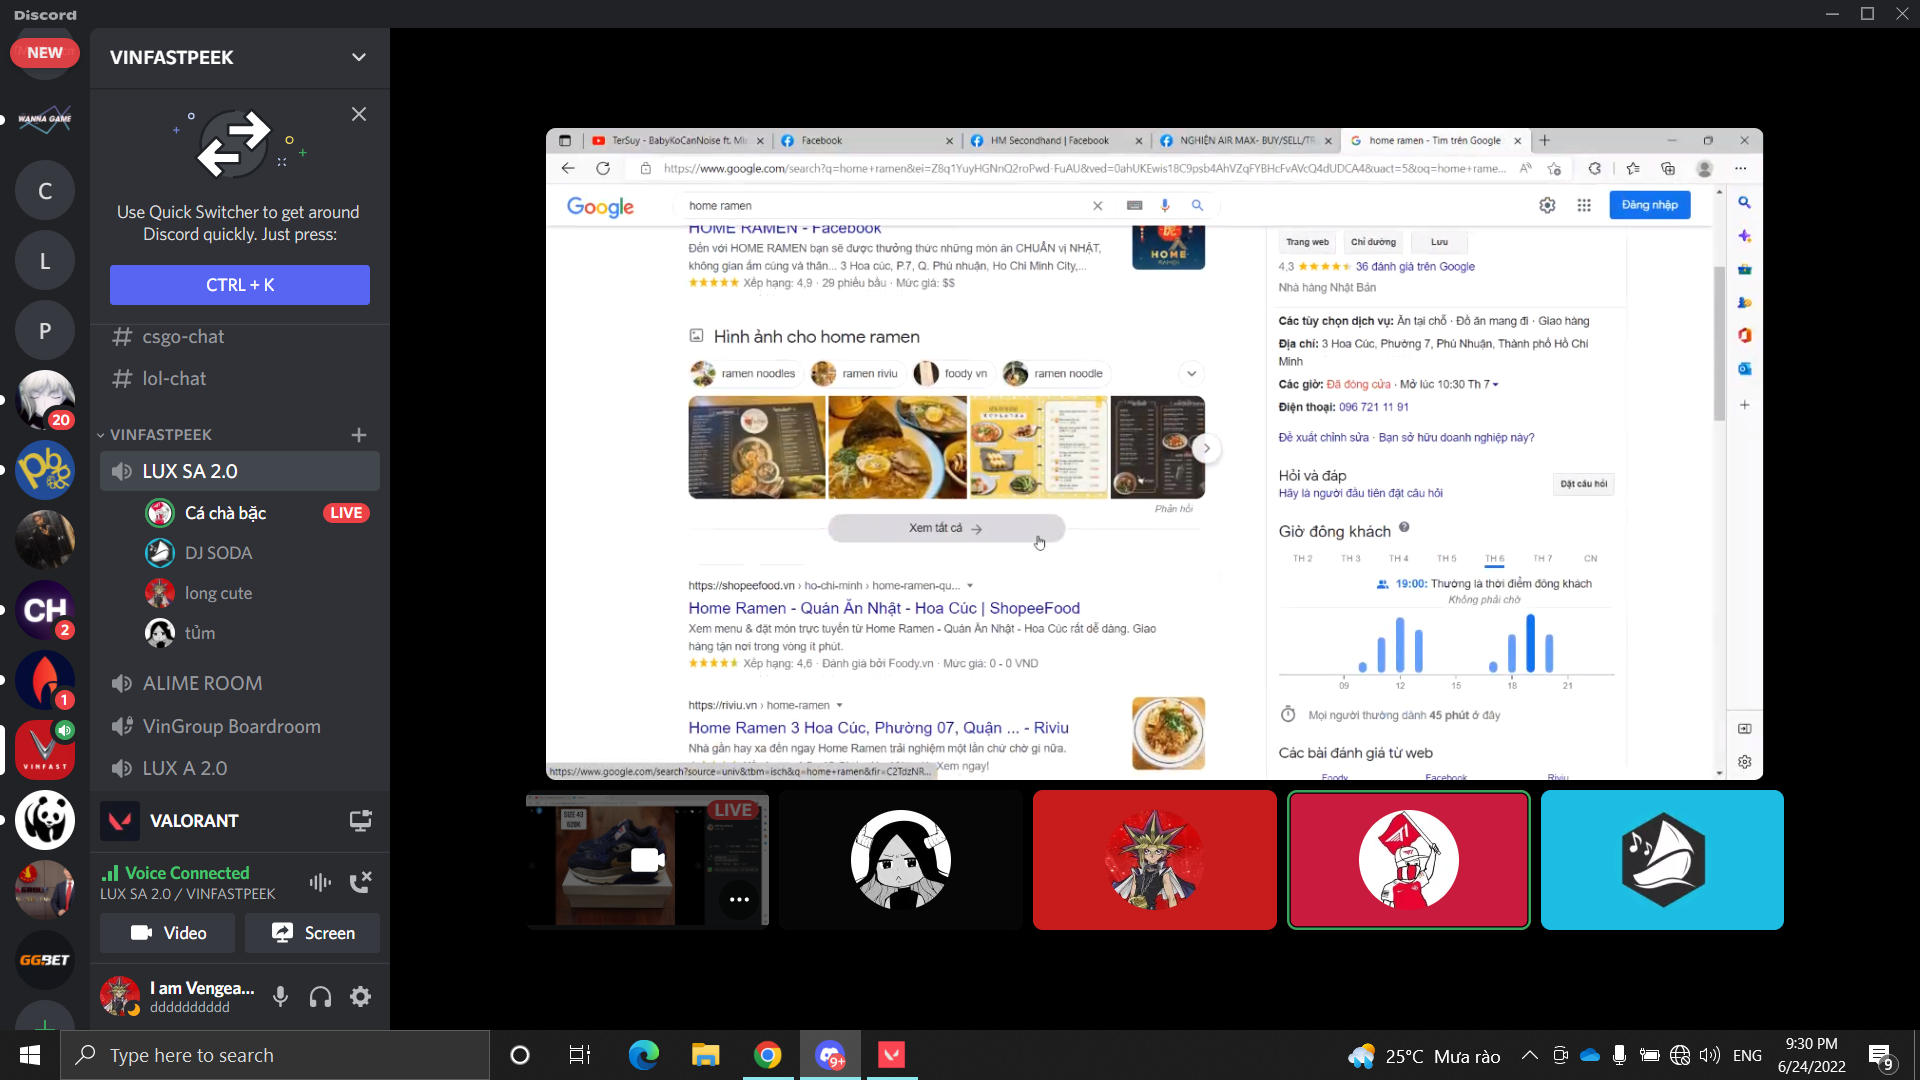 Discord
NEW
VINFASTPEEK
WANNA GAME
Use Quick Switcher to get around
Discord quickly. Just press:
CTRL + K
C
L
P
20
CH
2
1
VINFAST
GGBET
csgo-chat
lol-chat
VINFASTPEEK
LUX SA 2.0
Cá chà bặc
LIVE
DJ SODA
long cute
tủm
ALIME ROOM
VinGroup Boardroom
LUX A 2.0
VALORANT
Voice Connected
LUX SA 2.0 / VINFASTPEEK
Video
Screen
I am Vengea...
dddddddddd
TerSuy - BabyKoCanNoise ft. Mi
Facebook
HM Secondhand | Facebook
NGHIỆN AIR MAX- BUY/SELL/TR
home ramen - Tìm trên Google
https://www.google.com/search?q=home+ramen&ei=Z8q1YuyHGNnQ2roPwd-FuAU&ved=0ahUKEwis18C9psb4AhVZqFYBHcFvAVcQ4dUDCA4&uact=5&oq=home+rame...
Google
home ramen
Đăng nhập
HOME RAMEN - Facebook
Đến với HOME RAMEN bạn sẽ được thưởng thức những món ăn CHUẨN vị NHẬT,
không gian ấm cúng và thân... 3 Hoa cúc, P.7, Q. Phú nhuận, Ho Chi Minh City,...
Xếp hạng: 4,9 · 29 phiếu bầu · Mức giá: $$
HOME
RAMEN
Hình ảnh cho home ramen
ramen noodles
ramen riviu
foody vn
ramen noodle
Phản hồi
Xem tất cả
https://shopeefood.vn › ho-chi-minh › home-ramen-qu...
Home Ramen - Quán Ăn Nhật - Hoa Cúc | ShopeeFood
Xem menu & đặt món trực tuyến từ Home Ramen - Quán Ăn Nhật - Hoa Cúc rất dễ dàng. Giao
hàng tận nơi trong vòng ít phút.
Xếp hạng: 4,6 · Đánh giá bởi Foody.vn · Mức giá: 0 - 0 VND
https://riviu.vn › home-ramen
Home Ramen 3 Hoa Cúc, Phường 07, Quận ... - Riviu
Nhà gần hay xa đến ngay Home Ramen trải nghiệm một lần chứ chờ gì nữa.
Xem ngay!
https://www.google.com/search?source=univ&tbm=isch&q=home+ramen&fir=C2TdzNR...
Trang web
Chỉ đường
Lưu
4,3
36 đánh giá trên Google
Nhà hàng Nhật Bản
Các tùy chọn dịch vụ: Ăn tại chỗ · Đồ ăn mang đi · Giao hàng
Địa chỉ: 3 Hoa Cúc, Phường 7, Phú Nhuận, Thành phố Hồ Chí
Minh
Các giờ: Đã đóng cửa · Mở lúc 10:30 Th 7
Điện thoại: 096 721 11 91
Đề xuất chỉnh sửa · Bạn sở hữu doanh nghiệp này?
Hỏi và đáp
Hãy là người đầu tiên đặt câu hỏi
Đặt câu hỏi
Giờ đông khách
TH 2 TH 3 TH 4 TH 5 TH 6 TH 7 CN
19:00: Thường là thời điểm đông khách
Không phải chờ
09 12 15 18 21
Mọi người thường dành 45 phút ở đây
Các bài đánh giá từ web
Foody Facebook Riviu
SIZE 43
620K
LIVE
Type here to search
9+
25°C Mưa rào
ENG
9:30 PM
6/24/2022
9